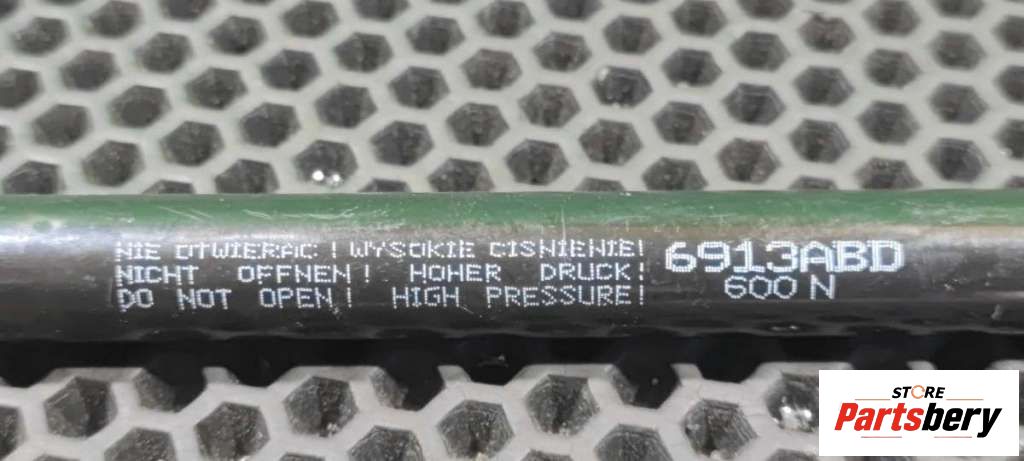 NIE OTWIERAC! WYSOKIE CISNIENIE!
NICHT OFFNEN! HOHER DRUCK!
DO NOT OPEN! HIGH PRESSURE!
6913ABD
600 N
STORE
Partsbery